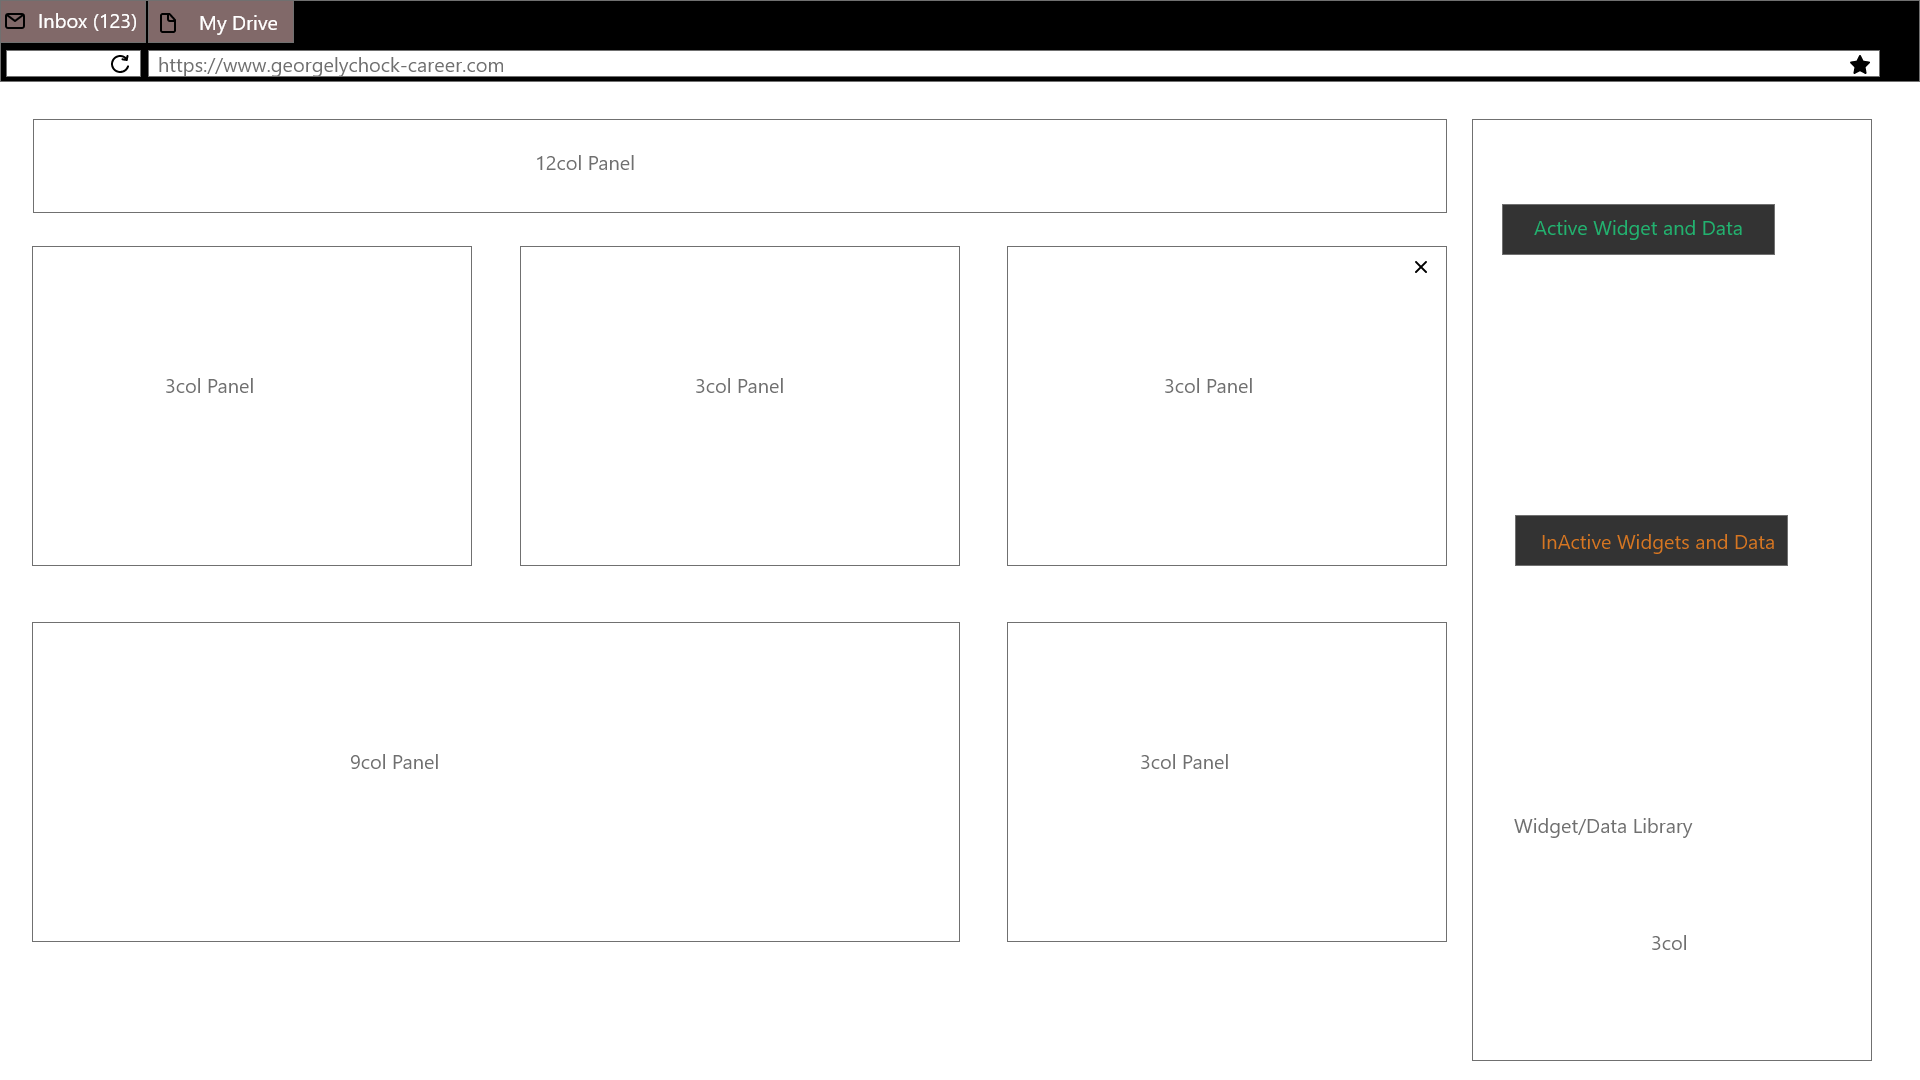 Inbox (123)
My Drive
https://www.georgelychock-career.com
12col Panel
3col Panel
3col Panel
3col Panel
9col Panel
3col Panel
Active Widget and Data
InActive Widgets and Data
Widget/Data Library
3col